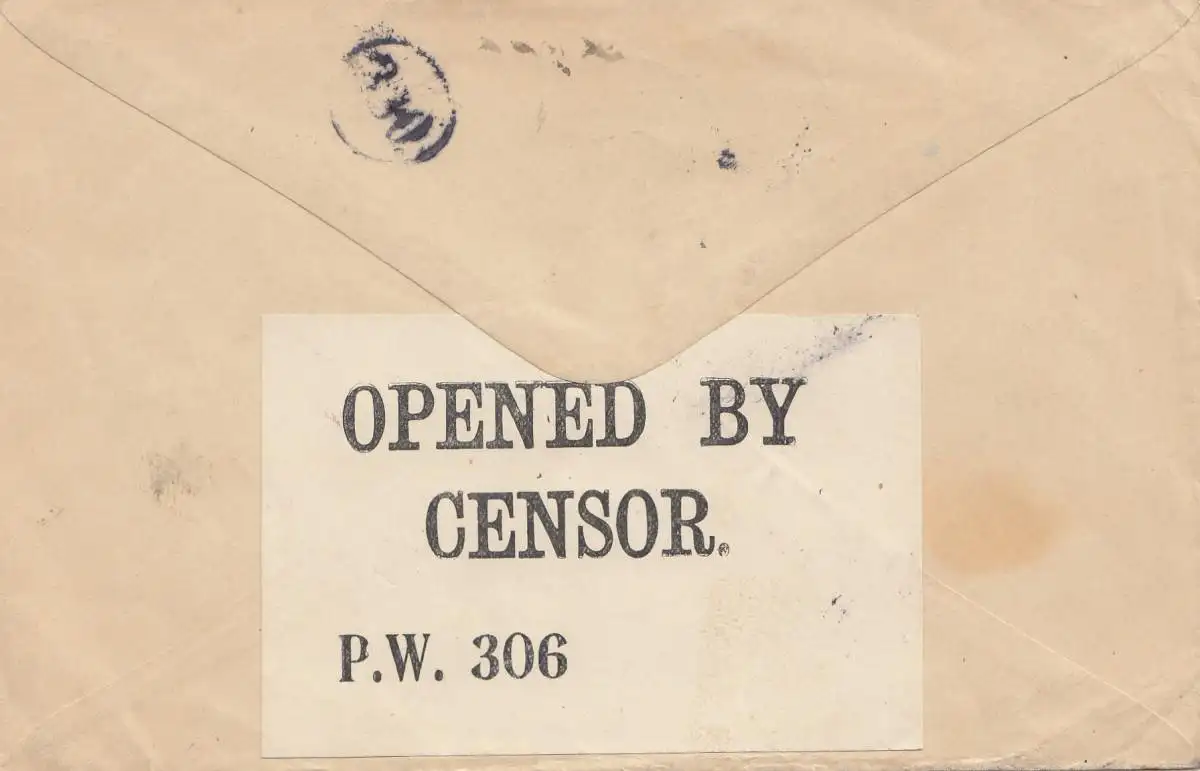 OPENED BY
CENSOR.
P.W. 306